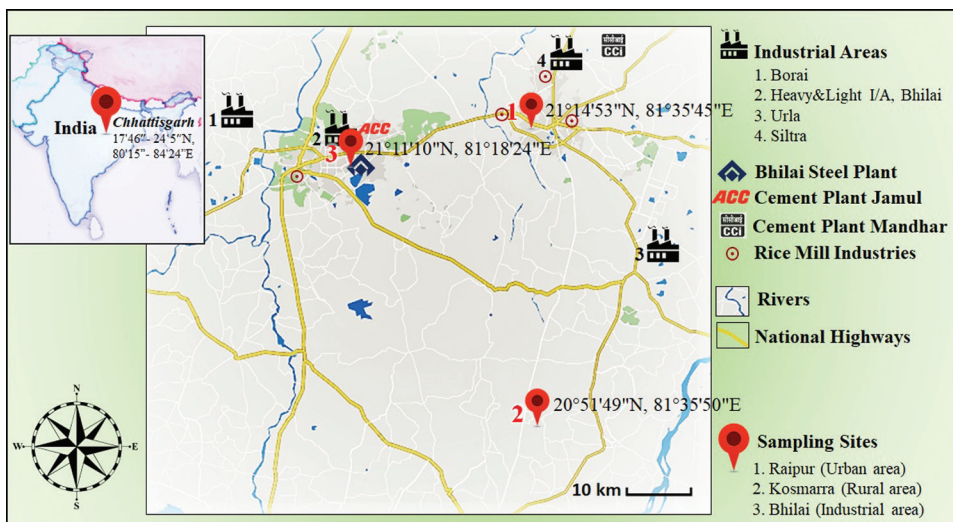 India
Chhattisgarh
17'46"- 24'5"N,
80'15"- 84'24"E
1
2
ACC
3
21°11'10"N, 81°18'24"E
4
सीसीआई
CCI
1
21°14'53"N, 81°35'45"E
3
2
20°51'49"N, 81°35'50"E
10 km
N
W
E
S
Industrial Areas
1. Borai
2. Heavy&Light I/A, Bhilai
3. Urla
4. Siltra
Bhilai Steel Plant
ACC Cement Plant Jamul
सीसीआई
CCI
Cement Plant Mandhar
Rice Mill Industries
Rivers
National Highways
Sampling Sites
1. Raipur (Urban area)
2. Kosmarra (Rural area)
3. Bhilai (Industrial area)